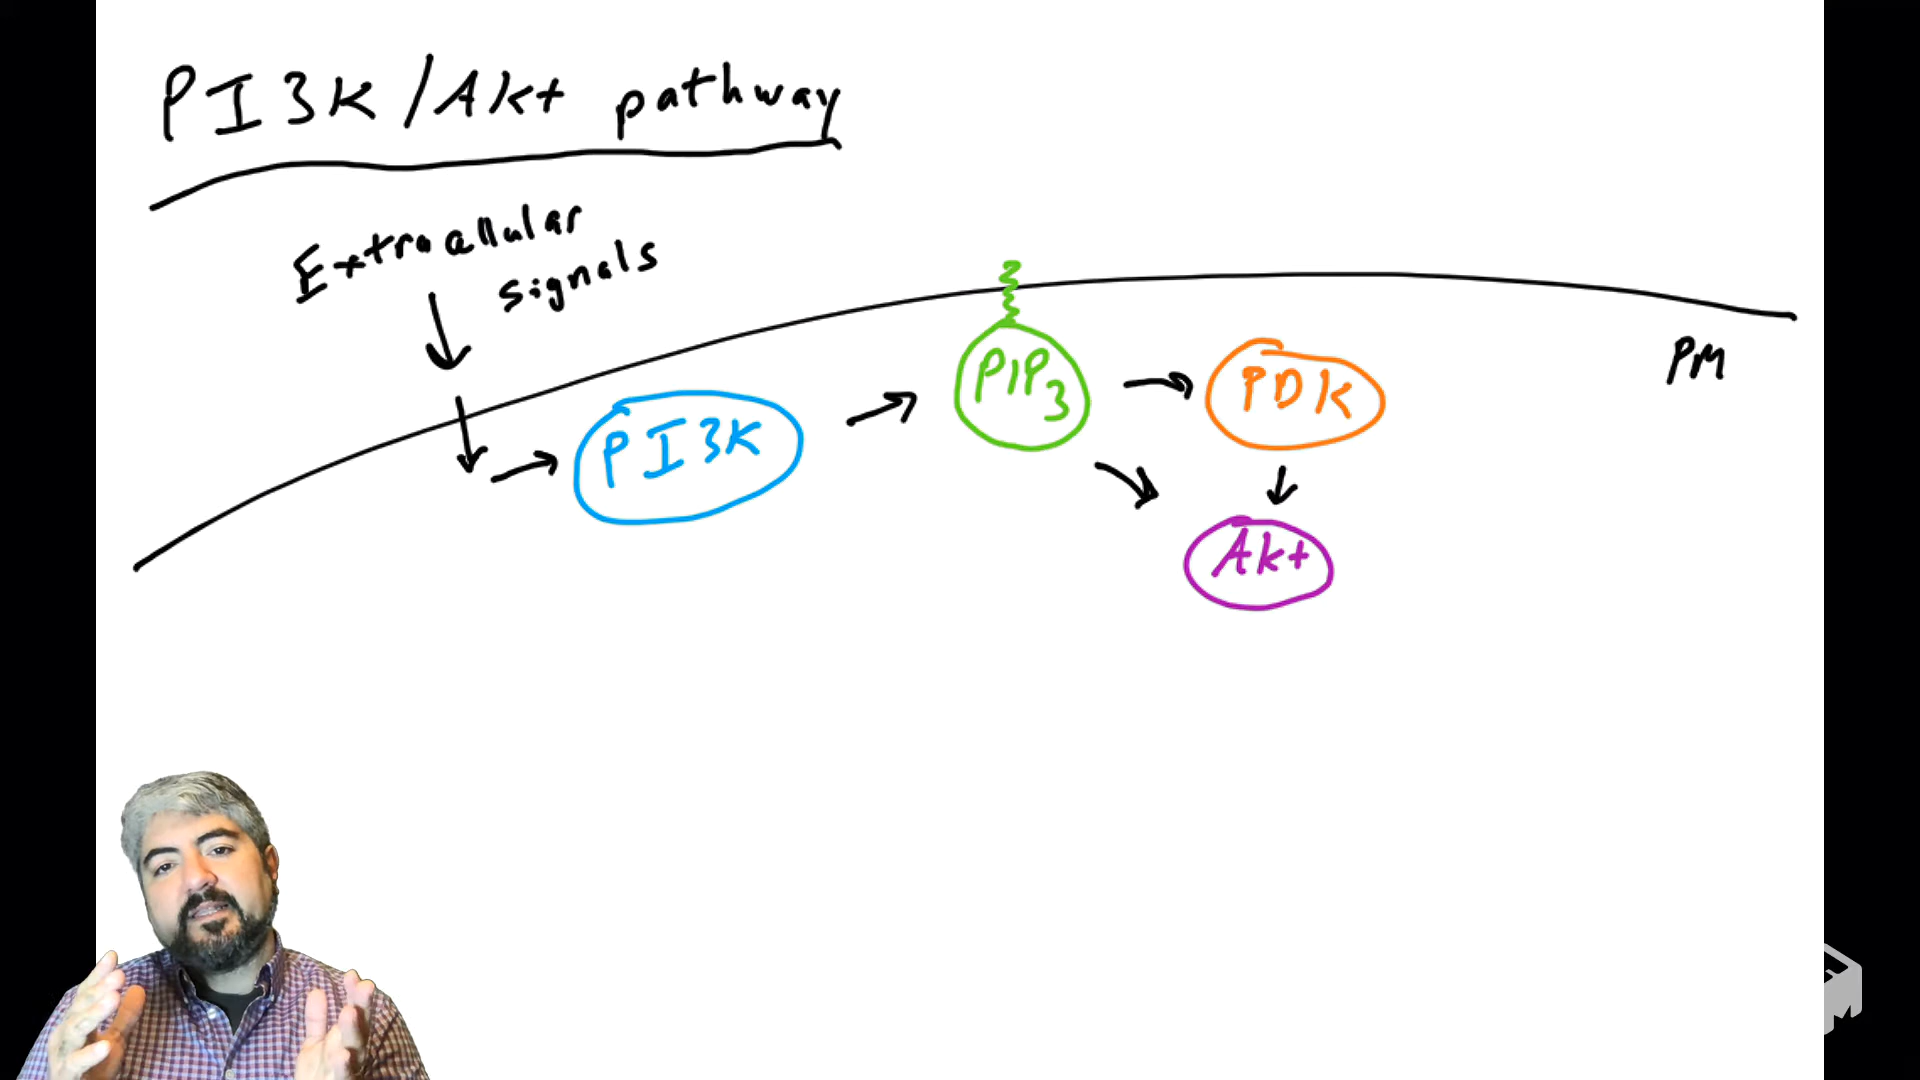 PI3K/Akt pathway
Extracellular
signals
PI3K
PIP3
PDK
PM
Akt